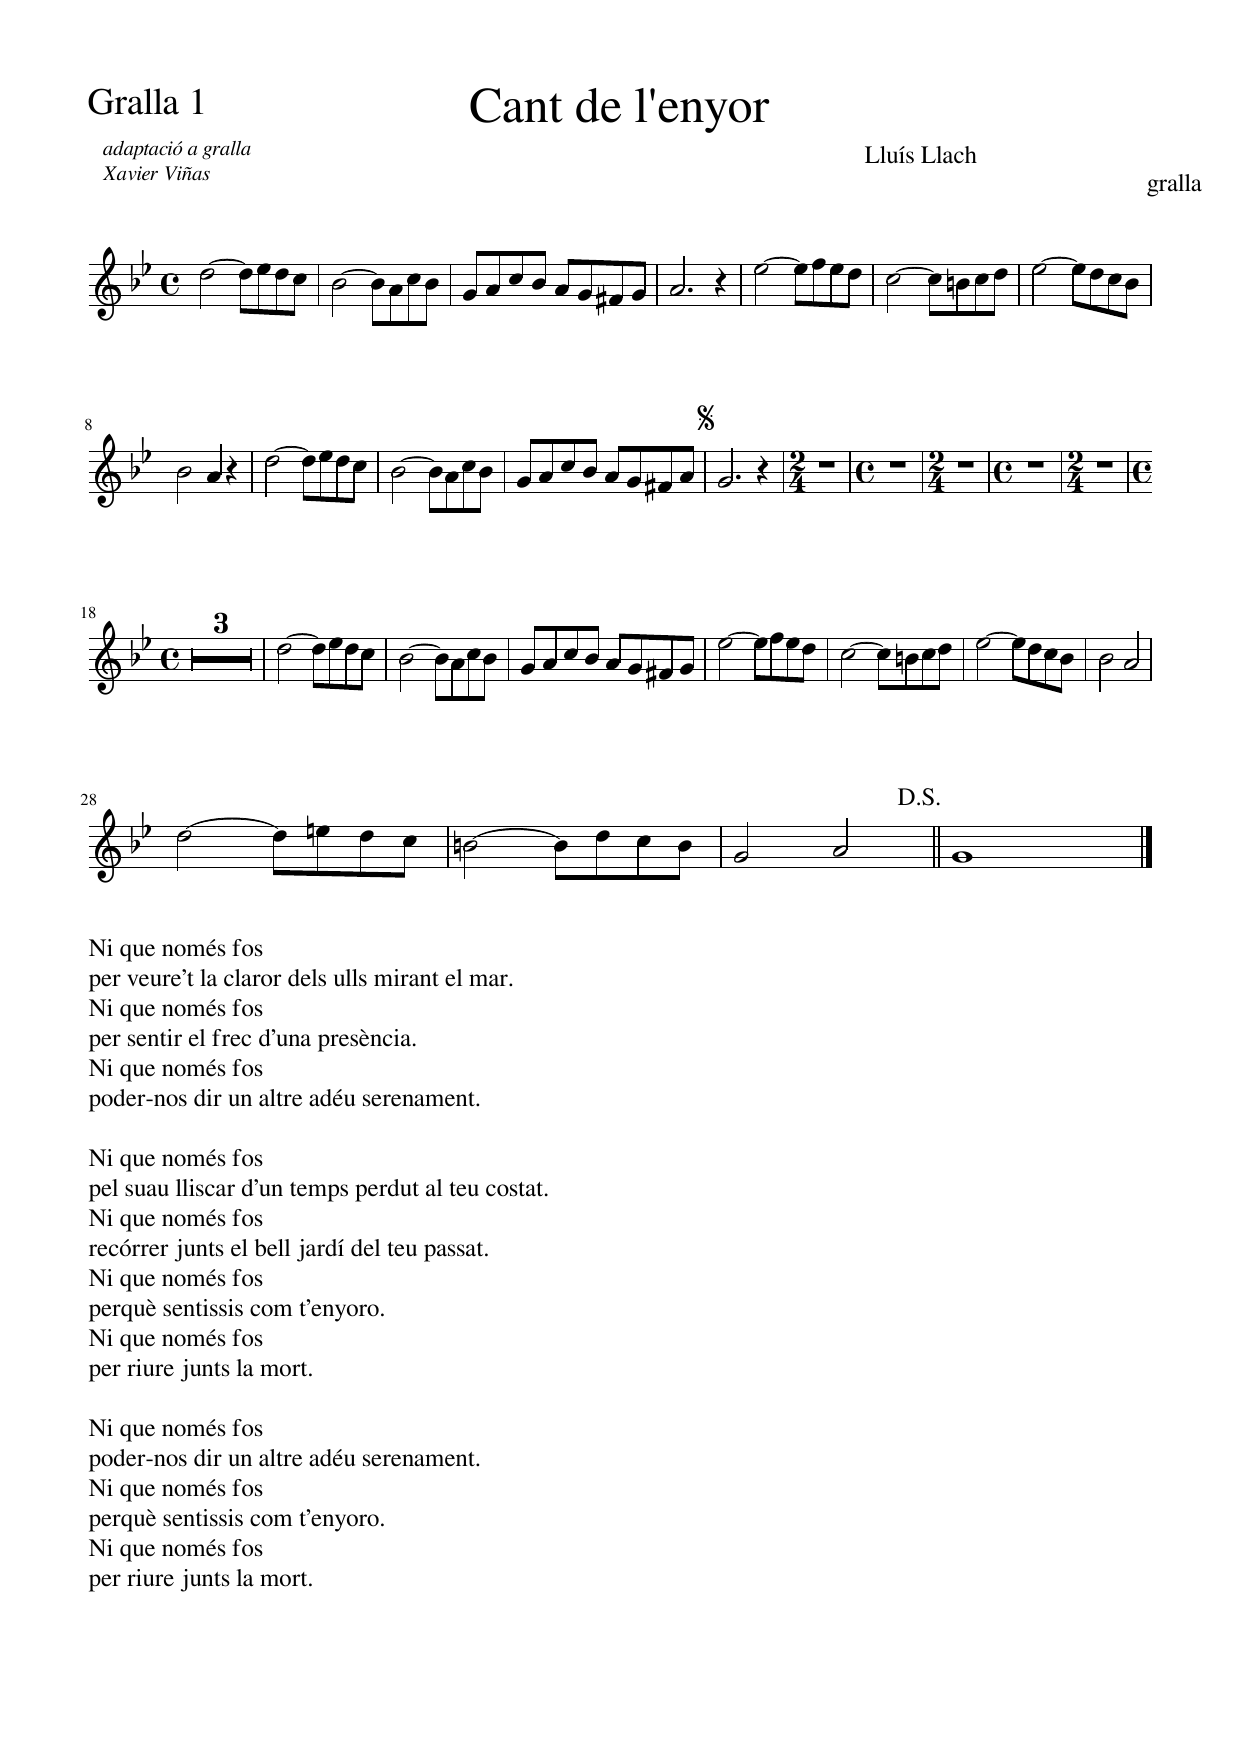 Gralla 1
Cant de l'enyor
adaptació a gralla
Xavier Viñas
Lluís Llach
gralla
8
2 4 2 4 2 4
18
3
28
D.S.
Ni que només fos
per veure’t la claror dels ulls mirant el mar.
Ni que només fos
per sentir el frec d’una presència.
Ni que només fos
poder-nos dir un altre adéu serenament.
Ni que només fos
pel suau lliscar d’un temps perdut al teu costat.
Ni que només fos
recórrer junts el bell jardí del teu passat.
Ni que només fos
perquè sentissis com t’enyoro.
Ni que només fos
per riure junts la mort.
Ni que només fos
poder-nos dir un altre adéu serenament.
Ni que només fos
perquè sentissis com t’enyoro.
Ni que només fos
per riure junts la mort.